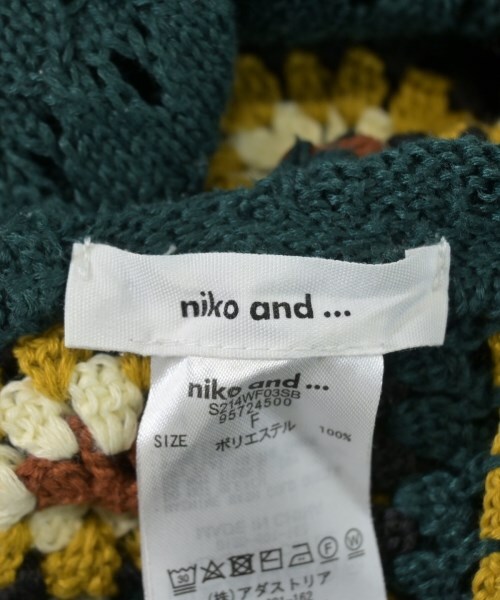 niko and ...
niko and ...
S214WF03SB
95724500
F
SIZE ポリエステル 100%
30
F W
(株)アダストリア